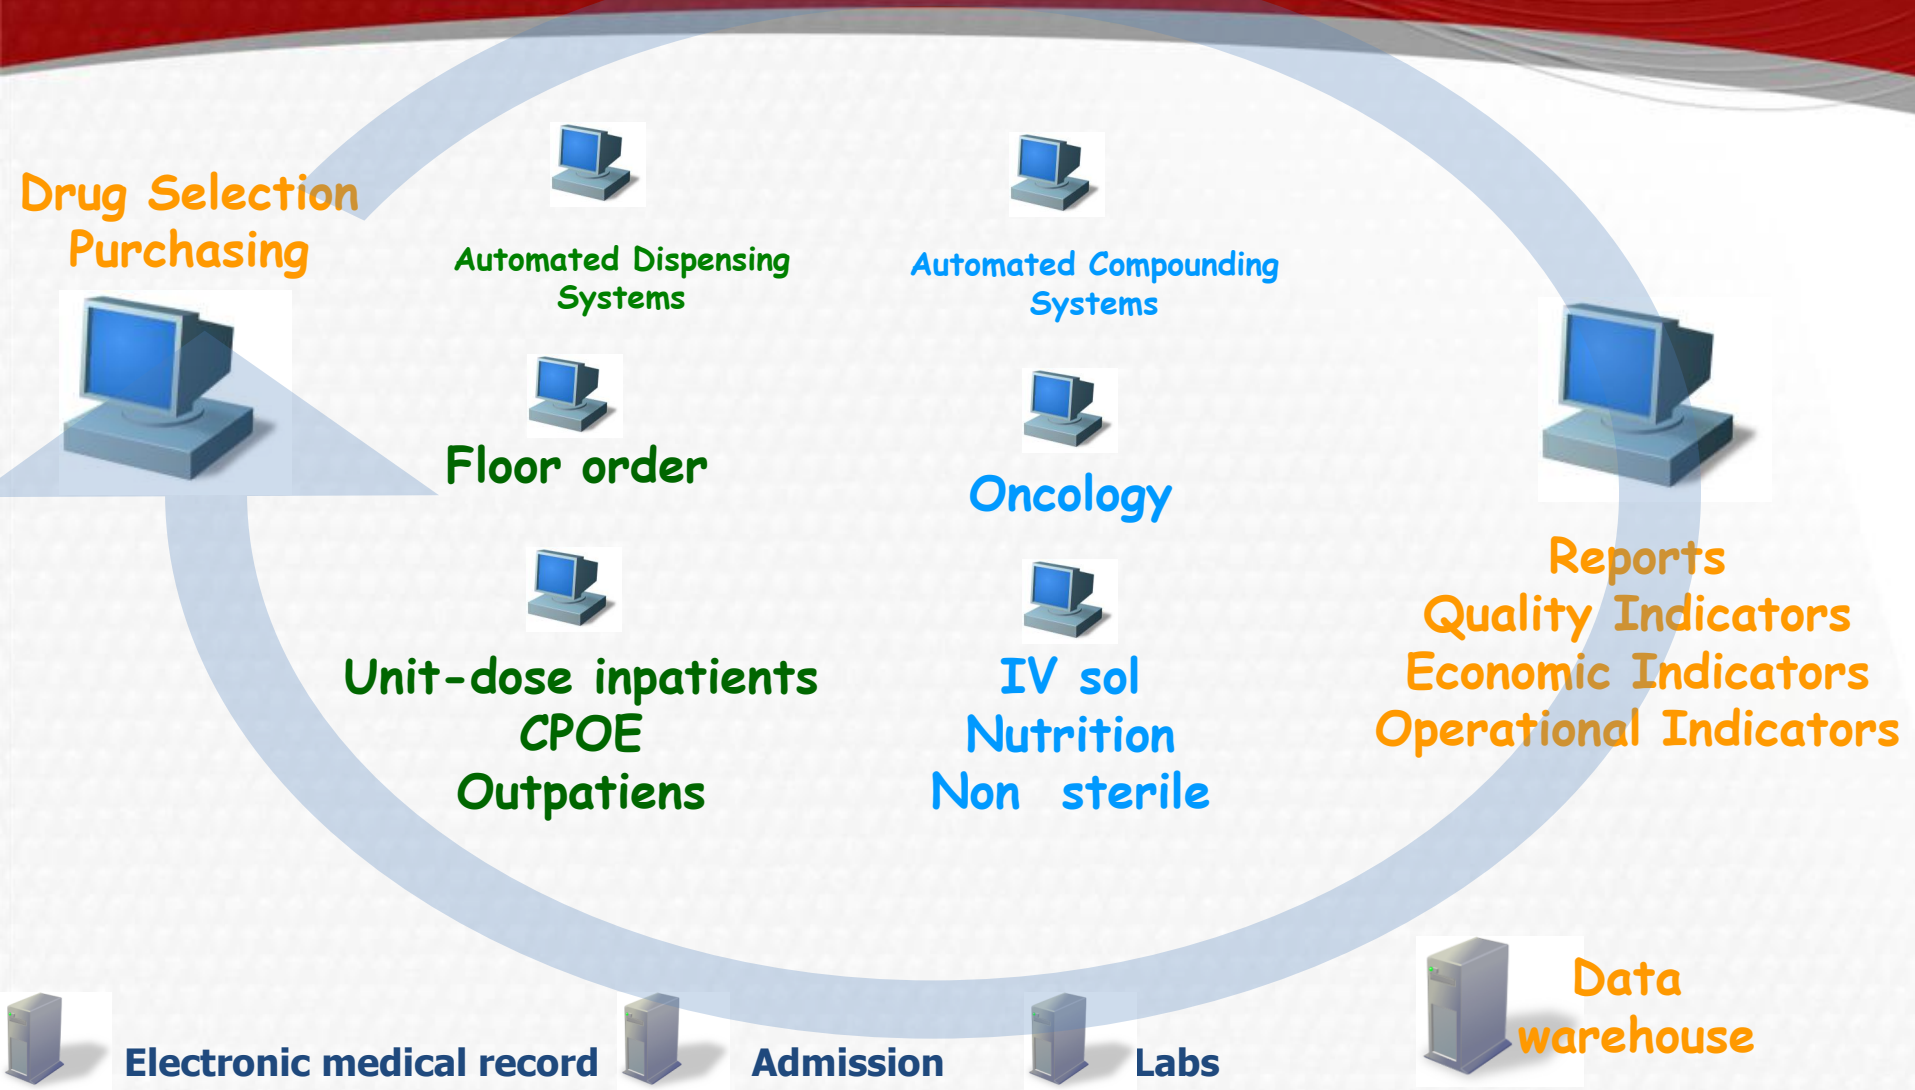 Drug Selection
Purchasing
Automated Dispensing
Systems
Automated Compounding
Systems
Floor order
Oncology
Unit-dose inpatients
CPOE
Outpatiens
IV sol
Nutrition
Non sterile
Reports
Quality Indicators
Economic Indicators
Operational Indicators
Data
warehouse
Electronic medical record
Admission
Labs